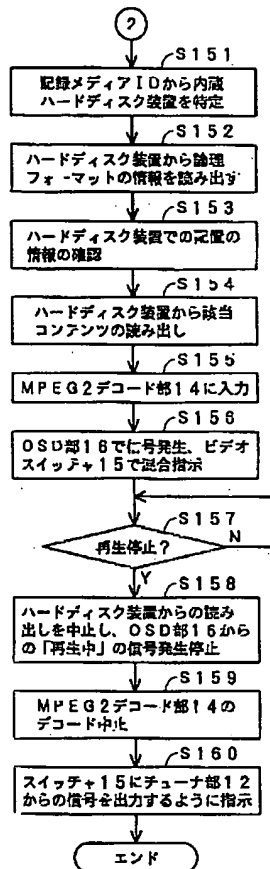 2
S151
記録メディアIDから内蔵
ハードディスク装置を特定
S152
ハードディスク装置から論理
フォーマットの情報を読み出す
S153
ハードディスク装置での配置の
情報の確認
S154
ハードディスク装置から該当
コンテンツの読み出し
S155
MPEG2デコード部14に入力
S156
OSD部16で信号発生、ビデオ
スイッチャ15で混合指示
S157
再生停止?
N
Y
S158
ハードディスク装置からの読み
出しを中止し、OSD部16から
の「再生中」の信号発生停止
S159
MPEG2デコード部14の
デコード中止
S160
スイッチャ15にチューナ部12
からの信号を出力するように指示
エンド